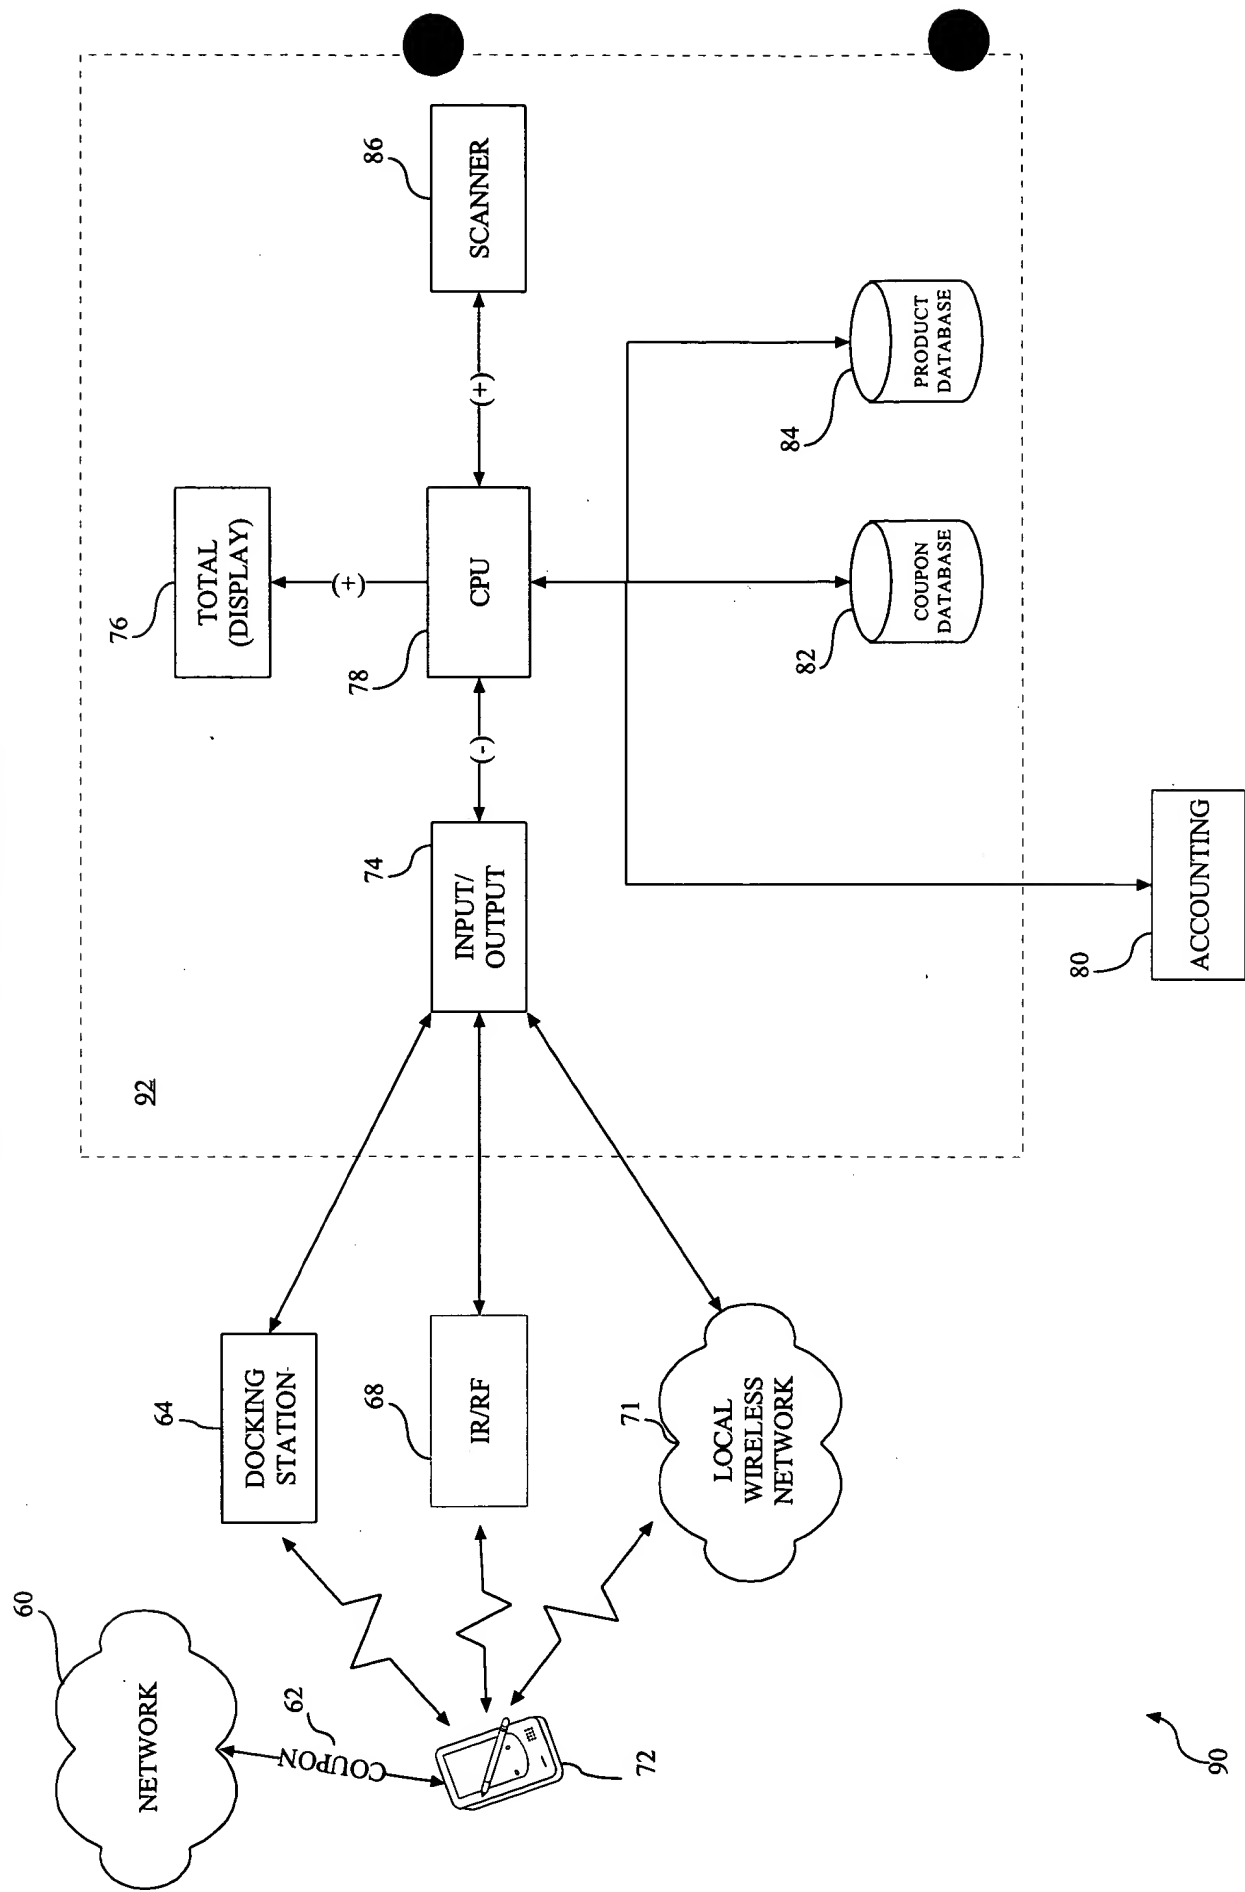 60
NETWORK
62
COUPON
72
64
DOCKING
STATION
68
IR/RF
71
LOCAL
WIRELESS
NETWORK
92
74
INPUT/
OUTPUT
(-)
76
TOTAL
(DISPLAY)
(+)
78
CPU
(+)
86
SCANNER
82
COUPON
DATABASE
84
PRODUCT
DATABASE
80
ACCOUNTING
90